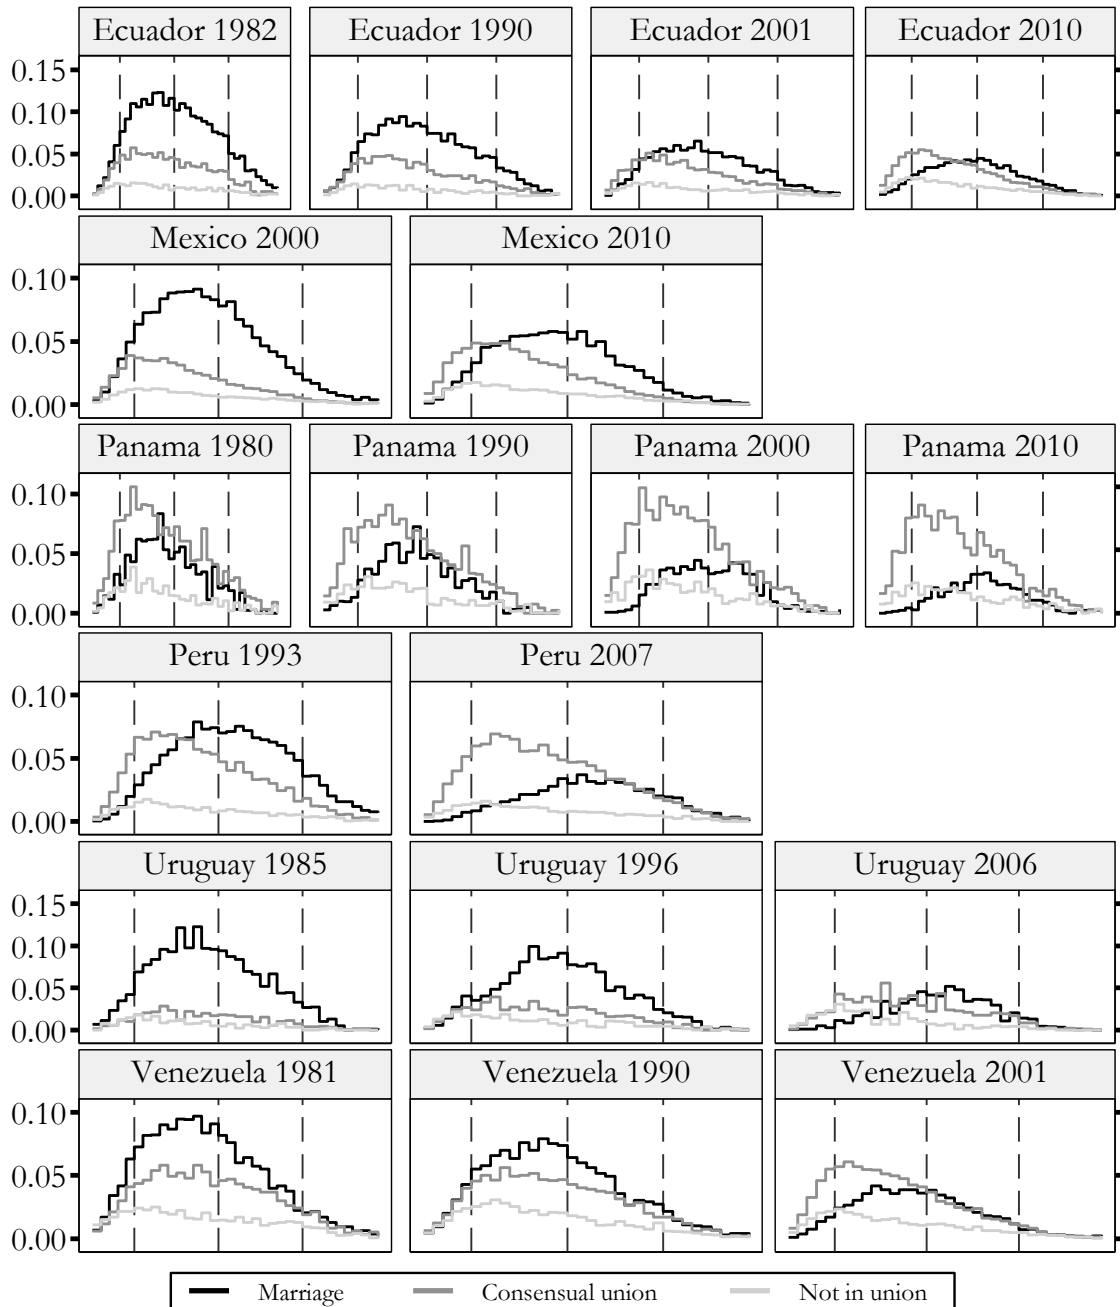 Ecuador 1982 Ecuador 1990 Ecuador 2001 Ecuador 2010
0.15
0.10
0.05
0.00
Mexico 2000 Mexico 2010
0.10
0.05
0.00
Panama 1980 Panama 1990 Panama 2000 Panama 2010
0.10
0.05
0.00
Peru 1993 Peru 2007
0.10
0.05
0.00
Uruguay 1985 Uruguay 1996 Uruguay 2006
0.15
0.10
0.05
0.00
Venezuela 1981 Venezuela 1990 Venezuela 2001
0.10
0.05
0.00
Marriage Consensual union Not in union